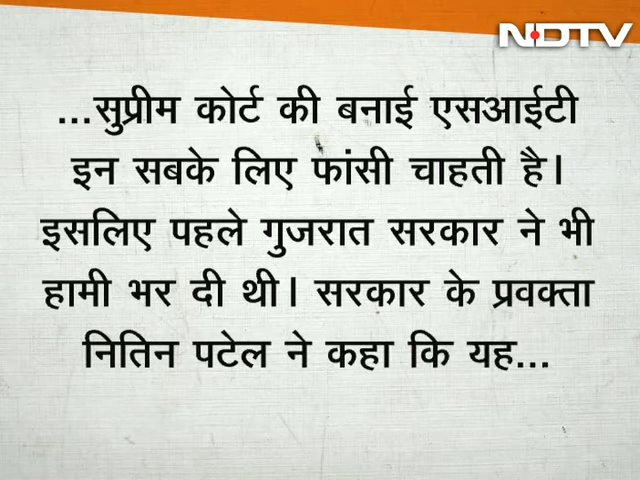 NDTV
...सुप्रीम कोर्ट की बनाई एसआईटी
इन सबके लिए फांसी चाहती है।
इसलिए पहले गुजरात सरकार ने भी
हामी भर दी थी। सरकार के प्रवक्ता
नितिन पटेल ने कहा कि यह...